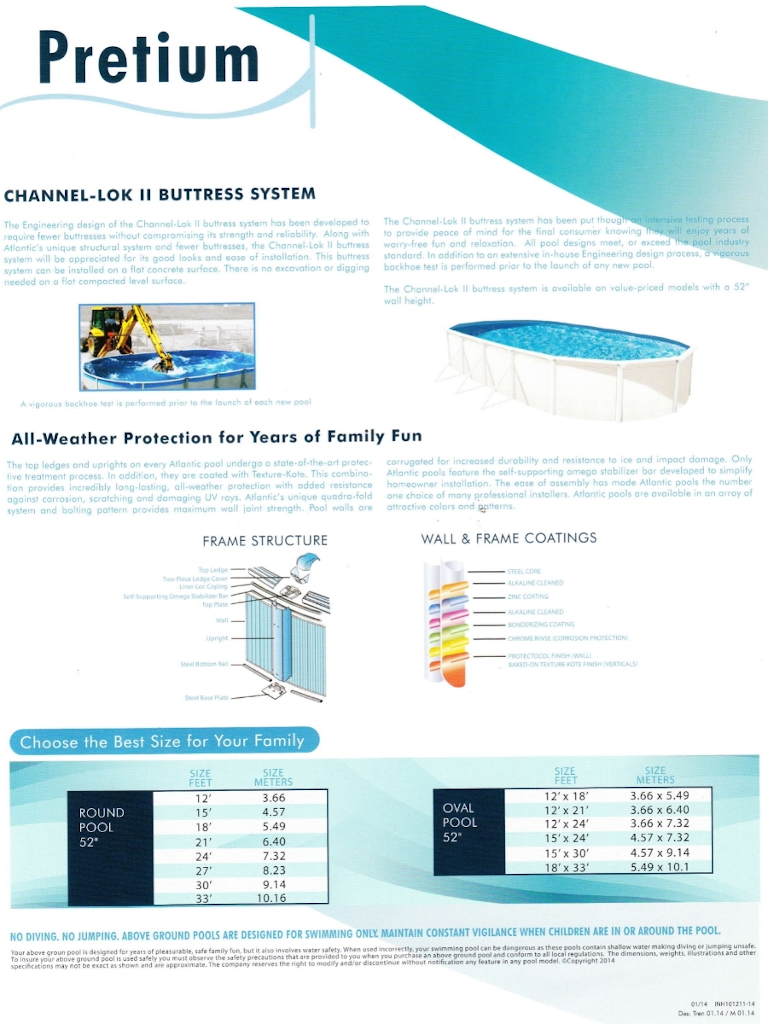 Pretium
CHANNEL-LOK II BUTTRESS SYSTEM
The Engineering design of the Channel-Lok II buttress system has been developed to
require fewer buttresses without compromising its strength and reliability. Along with
Atlantic's unique structural system and fewer buttresses, the Channel-Lok II buttress
system will be appreciated for its good looks and ease of installation. This buttress
system can be installed on a flat concrete surface. There is no excavation or digging
needed on a flat compacted level surface.
A vigorous backhoe test is performed prior to the launch of each new pool
The Channel-Lok II buttress system has been put though an intensive testing process
to provide peace of mind for the final consumer knowing they will enjoy years of
worry-free fun and relaxation. All pool designs meet, or exceed the pool industry
standard. In addition to an extensive in-house Engineering design process, a vigorous
backhoe test is performed prior to the launch of any new pool.
The Channel-Lok II buttress system is available on value-priced models with a 52"
wall height.
All-Weather Protection for Years of Family Fun
The top ledges and uprights on every Atlantic pool undergo a state-of-the-art protec-
tive treatment process. In addition, they are coated with Texture-Kote. This combino-
tion provides incredibly long-lasting, all-weather protection with added resistance
against corrosion, scratching and damaging UV rays. Atlantic's unique quadra-fold
system and bolting pattern provides maximum wall joint strength. Pool walls are
corrugated for increased durability and resistance to ice and impact damage. Only
Atlantic pools feature the self-supporting omega stabilizer bar developed to simplify
homeowner installation. The ease of assembly has made Atlantic pools the number
one choice of many professional installers. Atlantic pools are available in an array of
attractive colors and patterns.
FRAME STRUCTURE
Top Ledge
Two-Piece Ledge Cover
Liner Loc Coping
Self-Supporting Omega Stabilizer Bar
Top Plate
Wall
Upright
Steel Bottom Rail
Steel Base Plate
WALL & FRAME COATINGS
STEEL CORE
ALKALINE CLEANED
ZINC COATING
ALKALINE CLEANED
BONDERIZING COATING
CHROME RINSE (CORROSION PROTECTION)
PROTECTOCOL FINISH (WALL)
BAKED-ON TEXTURE-KOTE FINISH (VERTICALS)
Choose the Best Size for Your Family
SIZE FEET SIZE METERS
ROUND POOL 52"
12' 3.66
15' 4.57
18' 5.49
21' 6.40
24' 7.32
27' 8.23
30' 9.14
33' 10.16
SIZE FEET SIZE METERS
OVAL POOL 52"
12' x 18' 3.66 x 5.49
12' x 21' 3.66 x 6.40
12' x 24' 3.66 x 7.32
15' x 24' 4.57 x 7.32
15' x 30' 4.57 x 9.14
18' x 33' 5.49 x 10.1
NO DIVING. NO JUMPING. ABOVE GROUND POOLS ARE DESIGNED FOR SWIMMING ONLY. MAINTAIN CONSTANT VIGILANCE WHEN CHILDREN ARE IN OR AROUND THE POOL.
Your above groun pool is designed for years of pleasurable, safe family fun, but it also involves water safety. When used incorrectly, your swimming pool can be dangerous as these pools contain shallow water making diving or jumping unsafe.
To insure your above ground pool is used safely you must observe the safety precautions that are provided to you when you purchase an above ground pool and conform to all local regulations. The dimensions, weights, illustrations and other
specifications may not be exact as shown and are approximate. The company reserves the right to modify and/or discontinue without notification any feature in any pool model. ©Copyright 2014
01/14 INH101211-14
Das: Tren 01.14 / M 01.14